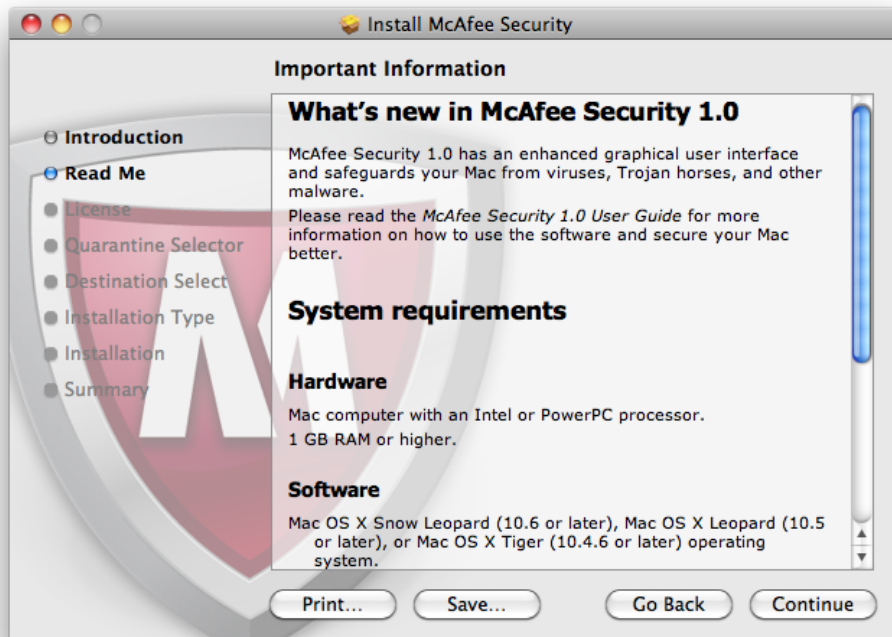 Install McAfee Security
Important Information
Introduction
Read Me
License
Quarantine Selector
Destination Select
Installation Type
Installation
Summary
What's new in McAfee Security 1.0
McAfee Security 1.0 has an enhanced graphical user interface
and safeguards your Mac from viruses, Trojan horses, and other
malware.
Please read the McAfee Security 1.0 User Guide for more
information on how to use the software and secure your Mac
better.
System requirements
Hardware
Mac computer with an Intel or PowerPC processor.
1 GB RAM or higher.
Software
Mac OS X Snow Leopard (10.6 or later), Mac OS X Leopard (10.5
or later), or Mac OS X Tiger (10.4.6 or later) operating
system.
Print...
Save...
Go Back
Continue